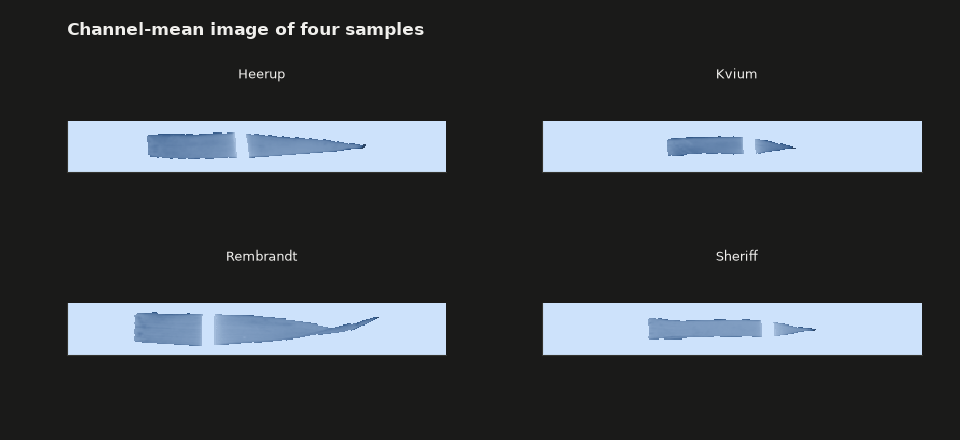 Channel-mean image of four samples
Heerup
Kvium
Rembrandt
Sheriff